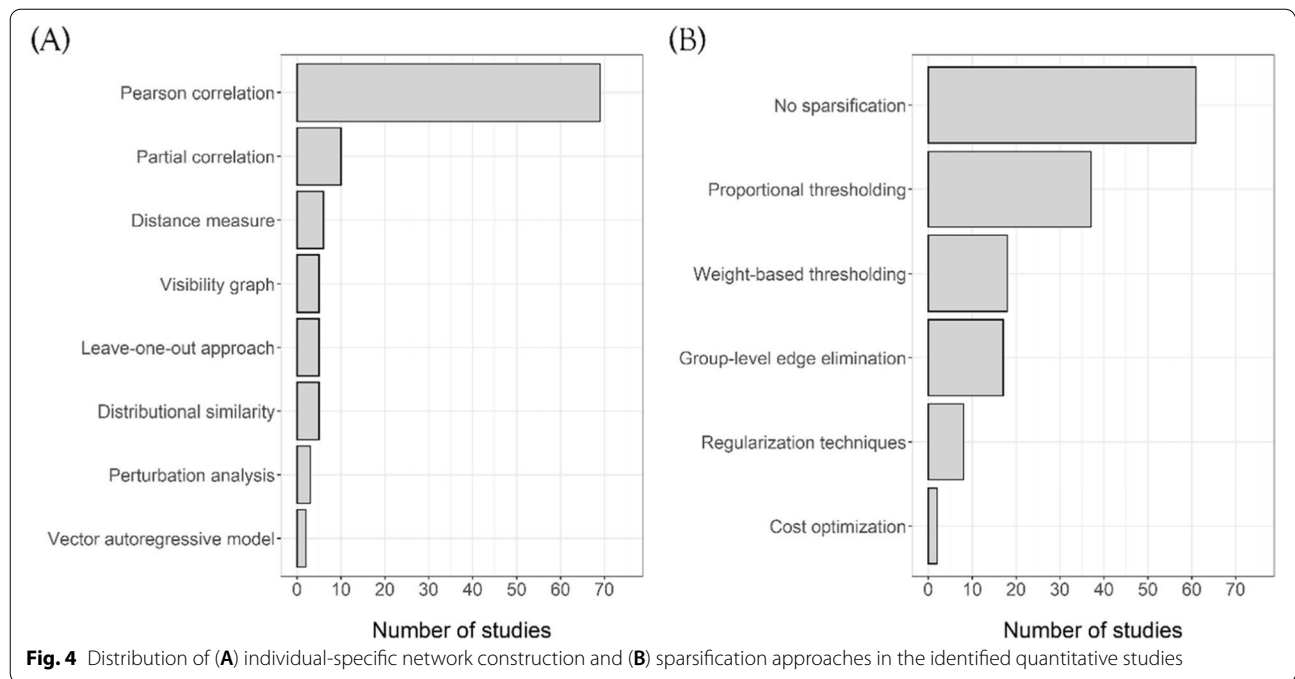 (A)
Pearson correlation
Partial correlation
Distance measure
Visibility graph
Leave-one-out approach
Distributional similarity
Perturbation analysis
Vector autoregressive model
0 10 20 30 40 50 60 70
Number of studies
(B)
No sparsification
Proportional thresholding
Weight-based thresholding
Group-level edge elimination
Regularization techniques
Cost optimization
0 10 20 30 40 50 60 70
Number of studies
Fig. 4 Distribution of (A) individual-specific network construction and (B) sparsification approaches in the identified quantitative studies